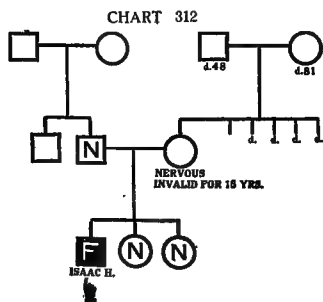 CHART 312
d.48 d.81
d. d. d. d.
N
NERVOUS
INVALID FOR 15 YRS.
F N N
ISAAC H.